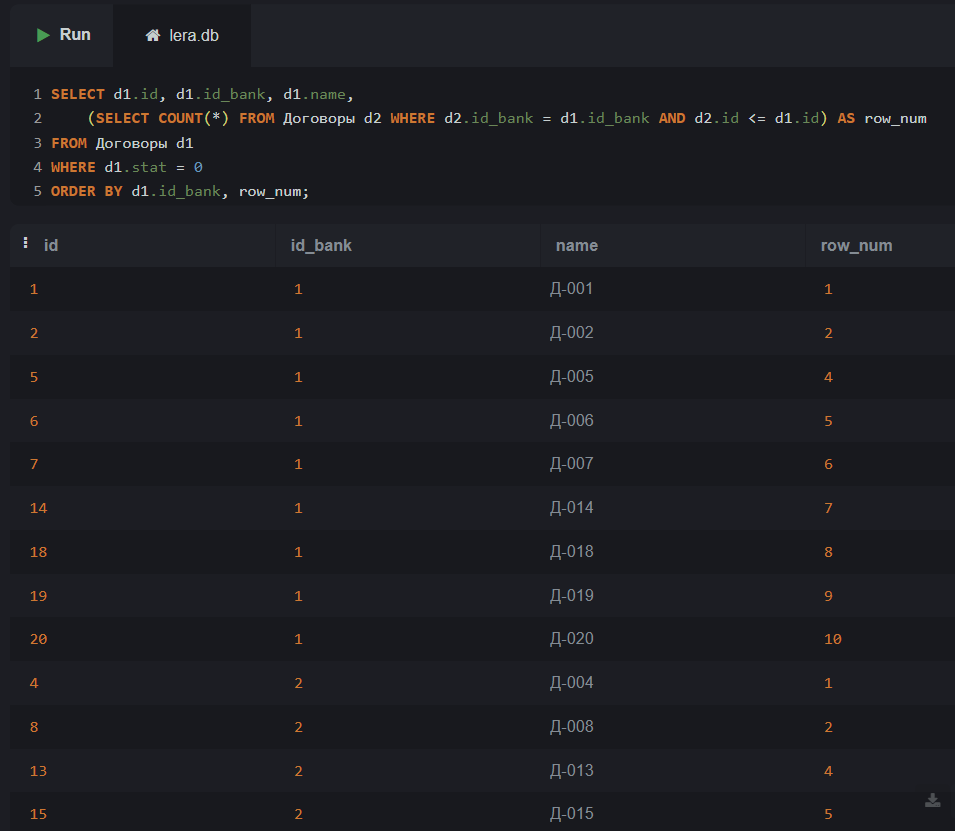 Run lera.db
1 SELECT d1.id, d1.id_bank, d1.name,
2 (SELECT COUNT(*) FROM Договоры d2 WHERE d2.id_bank = d1.id_bank AND d2.id <= d1.id) AS row_num
3 FROM Договоры d1
4 WHERE d1.stat = 0
5 ORDER BY d1.id_bank, row_num;
id id_bank name row_num
1 1 Д-001 1
2 1 Д-002 2
5 1 Д-005 4
6 1 Д-006 5
7 1 Д-007 6
14 1 Д-014 7
18 1 Д-018 8
19 1 Д-019 9
20 1 Д-020 10
4 2 Д-004 1
8 2 Д-008 2
13 2 Д-013 4
15 2 Д-015 5